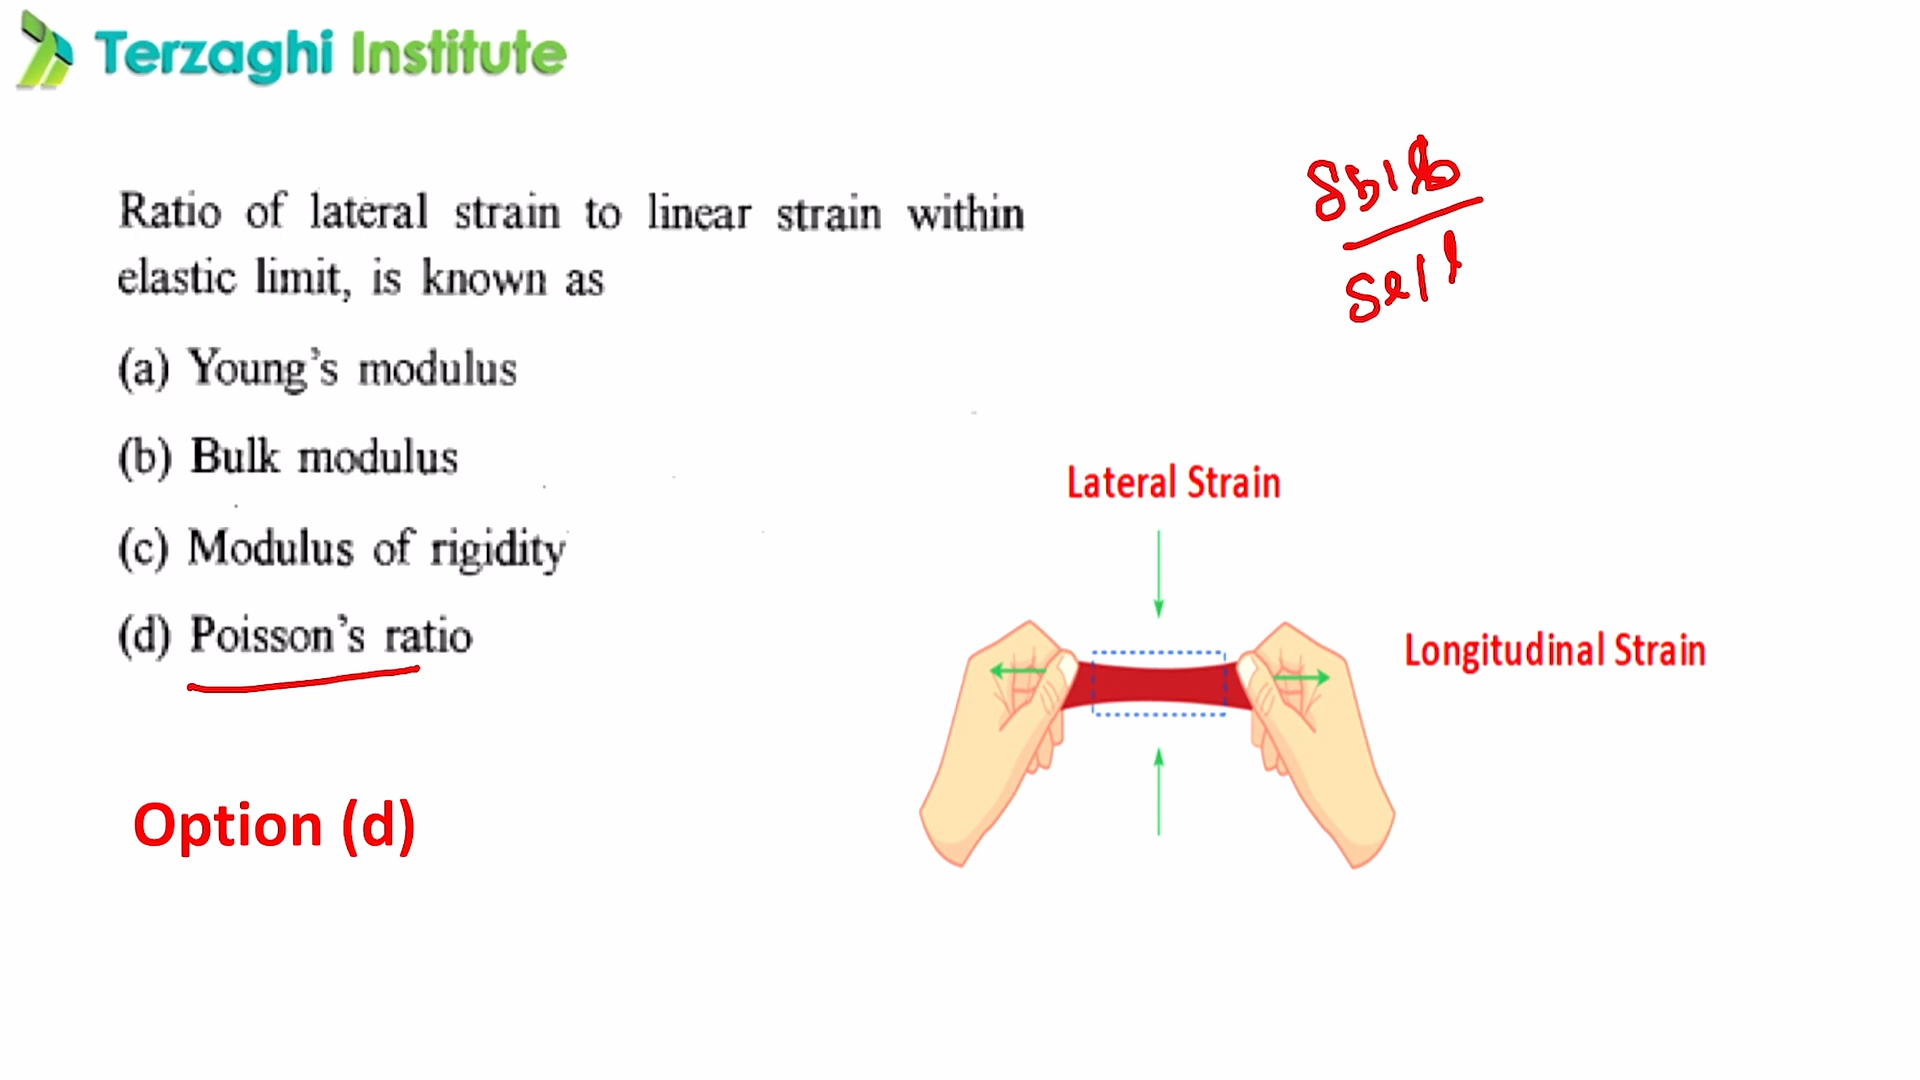 Terzaghi Institute
Ratio of lateral strain to linear strain within
elastic limit, is known as
(a) Young's modulus
(b) Bulk modulus
(c) Modulus of rigidity
(d) Poisson's ratio
Option (d)
Lateral Strain
Longitudinal Strain